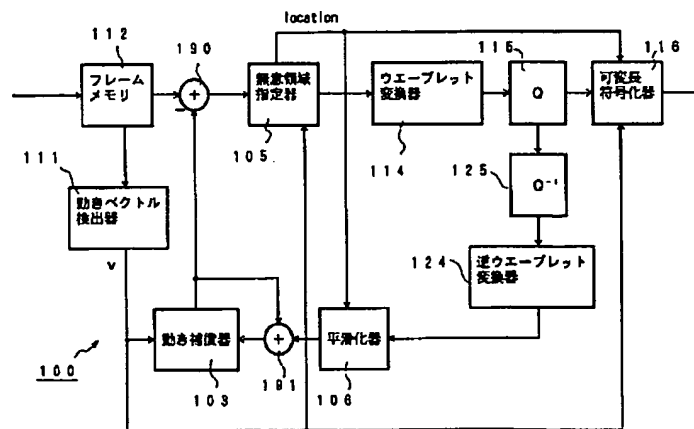 location
112
フレーム
メモリ
190
+
−
無意領域
指定器
105
ウエーブレット
変換器
114
115
Q
116
可変長
符号化器
111
動きベクトル
検出器
V
125
Q⁻¹
124
逆ウエーブレット
変換器
動き補償器
103
+
191
平滑化器
106
100